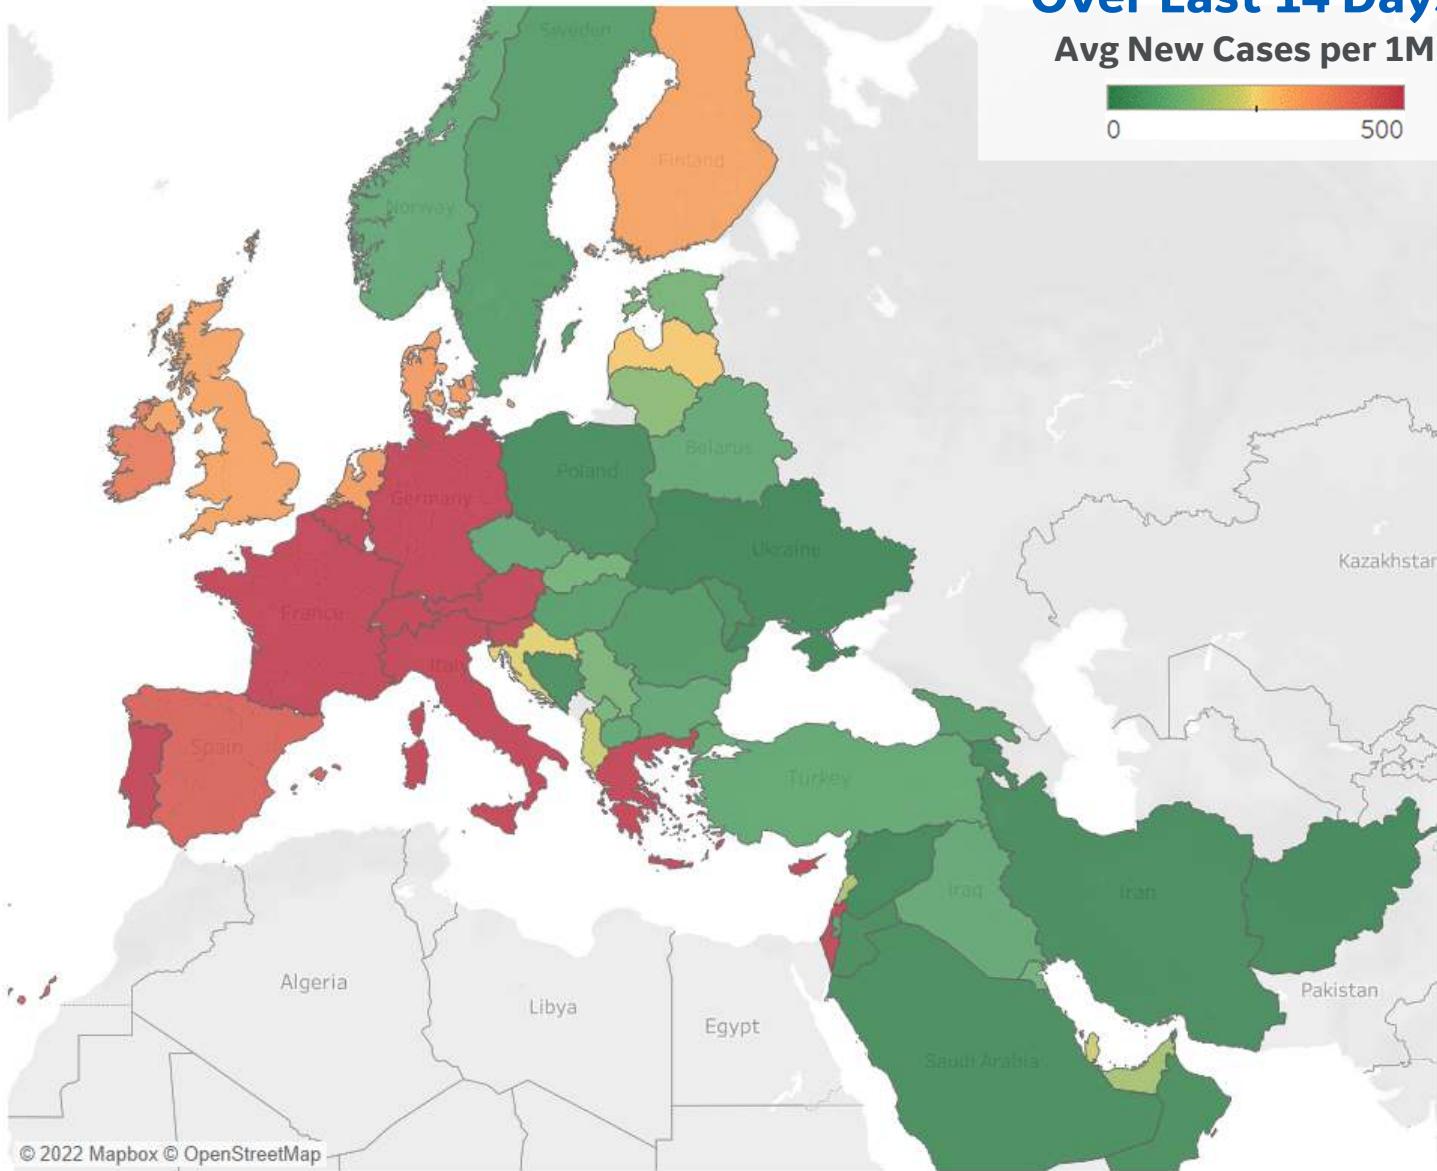 Over Last 14 Days
Avg New Cases per 1M
0 500
Sweden
Finland
Norway
Belarus
Poland
Germany
Ukraine
Kazakhstan
France
Italy
Spain
Turkey
Iraq
Iran
Algeria
Libya
Egypt
Pakistan
Saudi Arabia
© 2022 Mapbox © OpenStreetMap